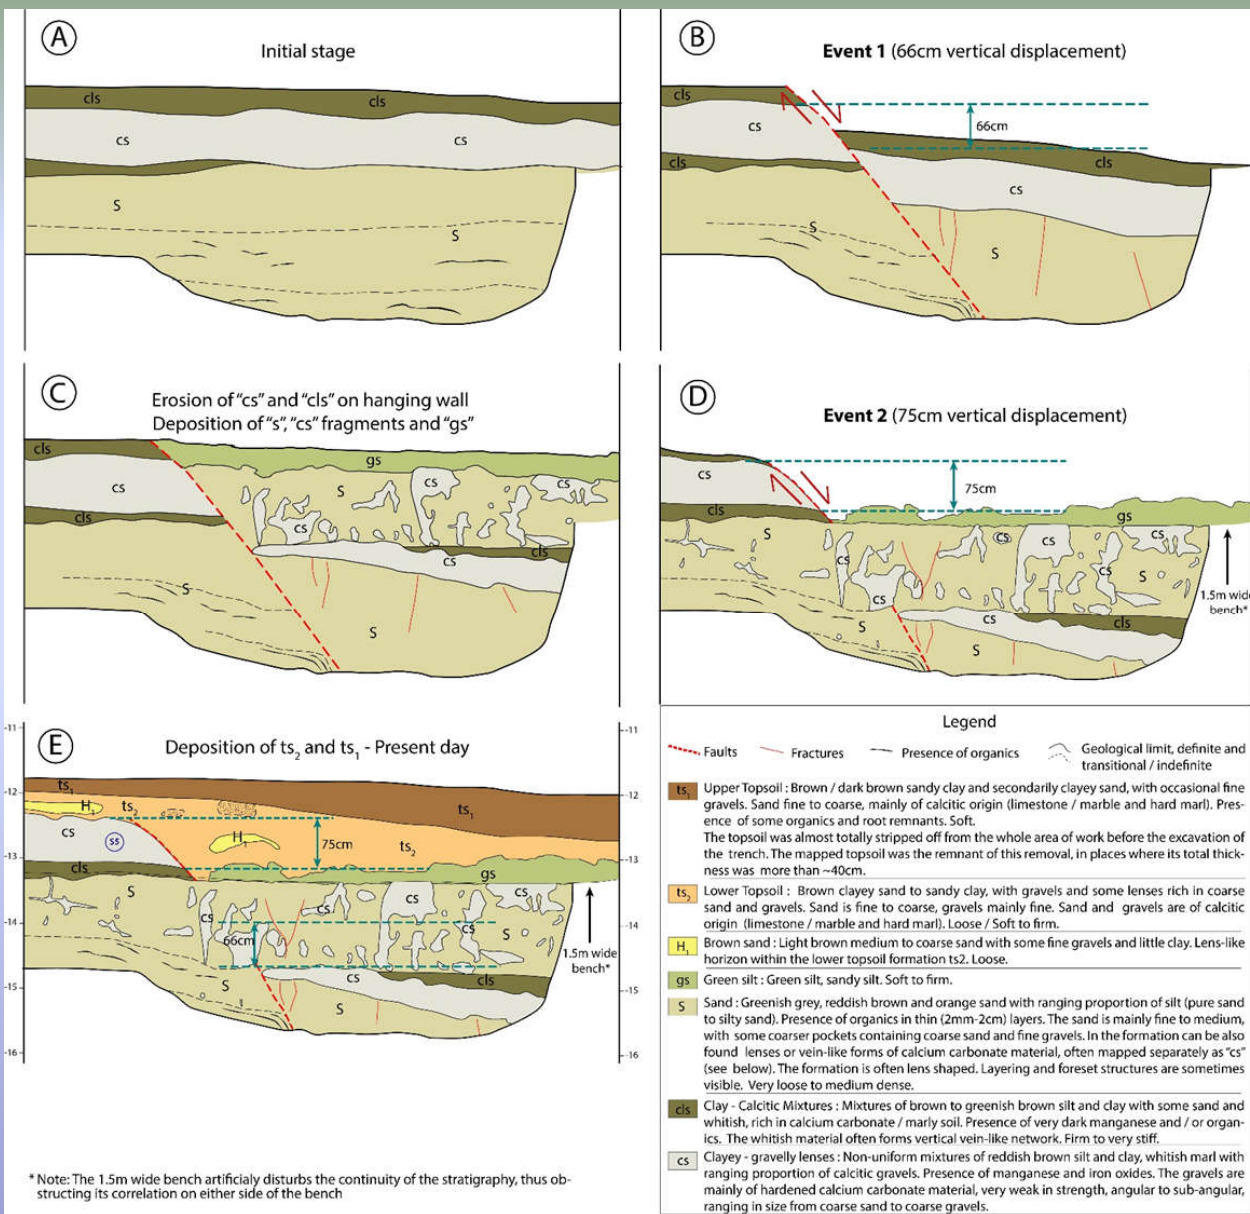 A
Initial stage
cls
cls
cs
cs
S
S
B
Event 1 (66cm vertical displacement)
cls
cs
66cm
cls
cls
cs
S
S
C
Erosion of “cs” and “cls” on hanging wall
Deposition of “s”, “cs” fragments and “gs”
cls
gs
cs
S
cs
cs
cls
cs
cls
cs
S
S
D
Event 2 (75cm vertical displacement)
cs
75cm
cls
gs
S
cs
cs
cs
cs
cs
S
1.5m wide
bench*
cs
cs
cls
S
S
E
Deposition of ts2 and ts1 - Present day
-11
-11
ts1
-12
-12
H1
ts2
ts1
cs
ss
H1
75cm
ts2
-13
-13
cls
gs
S
cs
cs
cs
cs
-14
-14
cs
S
66cm
1.5m wide
bench*
cs
cls
S
-15
-15
S
-16
-16
* Note: The 1.5m wide bench artificialy disturbs the continuity of the stratigraphy, thus ob-
structing its correlation on either side of the bench
Legend
Faults
Fractures
Presence of organics
Geological limit, definite and
transitional / indefinite
ts1 Upper Topsoil : Brown / dark brown sandy clay and secondarily clayey sand, with occasional fine
gravels. Sand fine to coarse, mainly of calcitic origin (limestone / marble and hard marl). Pres-
ence of some organics and root remnants. Soft.
The topsoil was almost totally stripped off from the whole area of work before the excavation of
the trench. The mapped topsoil was the remnant of this removal, in places where its total thick-
ness was more than ~40cm.
ts2 Lower Topsoil : Brown clayey sand to sandy clay, with gravels and some lenses rich in coarse
sand and gravels. Sand is fine to coarse, gravels mainly fine. Sand and gravels are of calcitic
origin (limestone / marble and hard marl). Loose / Soft to firm.
H1 Brown sand : Light brown medium to coarse sand with some fine gravels and little clay. Lens-like
horizon within the lower topsoil formation ts2. Loose.
gs Green silt : Green silt, sandy silt. Soft to firm.
S Sand : Greenish grey, reddish brown and orange sand with ranging proportion of silt (pure sand
to silty sand). Presence of organics in thin (2mm-2cm) layers. The sand is mainly fine to medium,
with some coarser pockets containing coarse sand and fine gravels. In the formation can be also
found lenses or vein-like forms of calcium carbonate material, often mapped separately as “cs”
(see below). The formation is often lens shaped. Layering and foreset structures are sometimes
visible. Very loose to medium dense.
cls Clay - Calcitic Mixtures : Mixtures of brown to greenish brown silt and clay with some sand and
whitish, rich in calcium carbonate / marly soil. Presence of very dark manganese and / or organ-
ics. The whitish material often forms vertical vein-like network. Firm to very stiff.
cs Clayey - gravelly lenses : Non-uniform mixtures of reddish brown silt and clay, whitish marl with
ranging proportion of calcitic gravels. Presence of manganese and iron oxides. The gravels are
mainly of hardened calcium carbonate material, very weak in strength, angular to sub-angular,
ranging in size from coarse sand to coarse gravels.